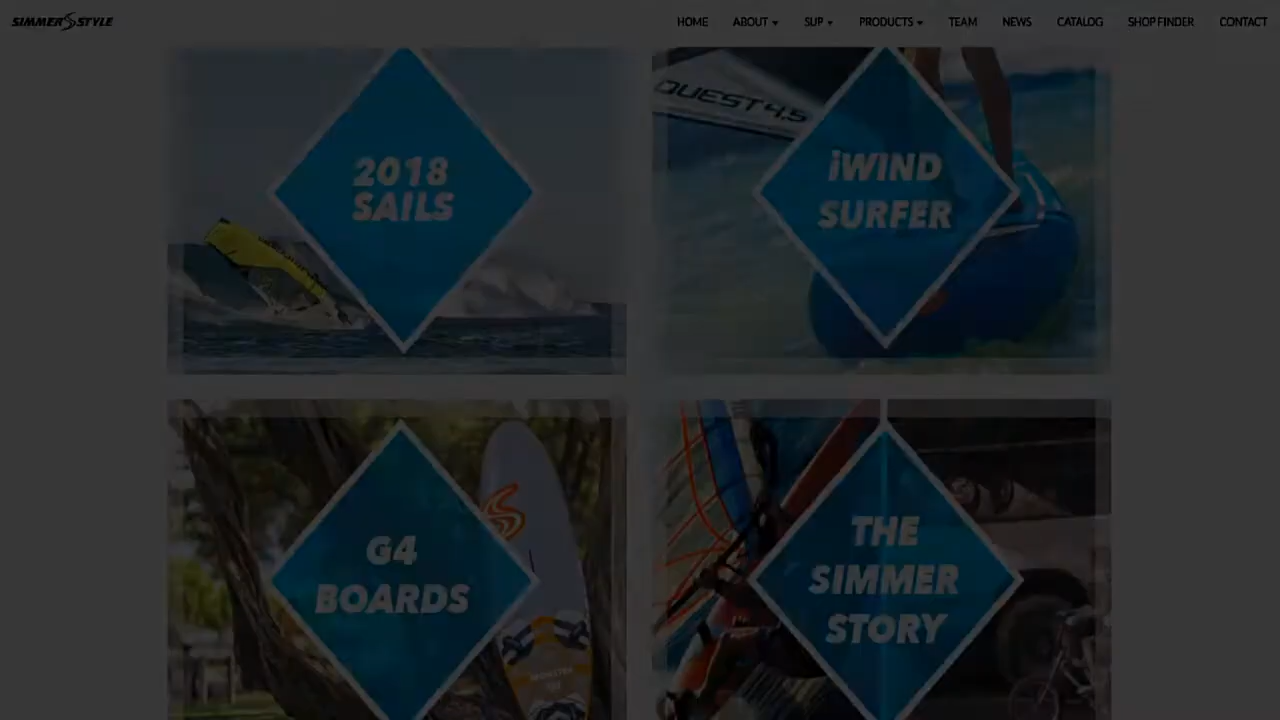 SIMMER STYLE
HOME ABOUT SUP PRODUCTS TEAM NEWS CATALOG SHOP FINDER CONTACT
2018
SAILS
QUEST 4,5
iWIND
SURFER
G4
BOARDS
THE
SIMMER
STORY